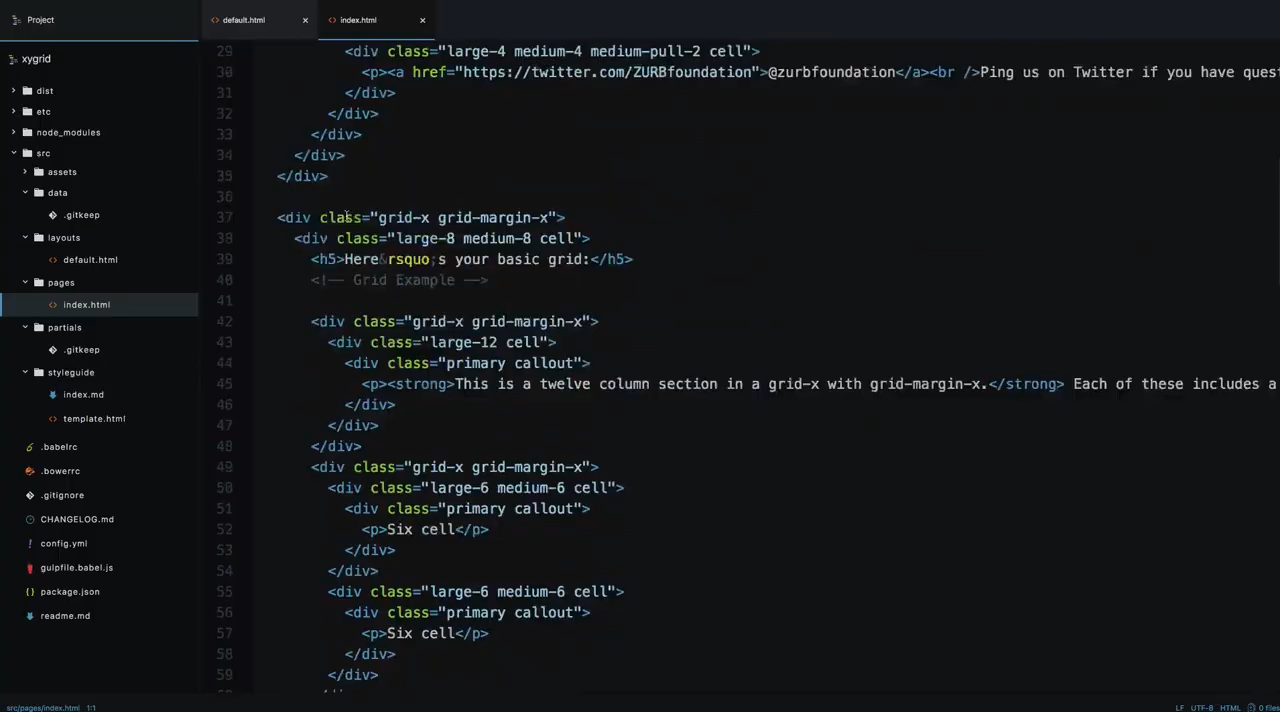 Project
default.html
index.html
xygrid
dist
etc
node_modules
src
assets
data
.gitkeep
layouts
default.html
pages
index.html
partials
.gitkeep
styleguide
index.md
template.html
.babelrc
.bowerrc
.gitignore
CHANGELOG.md
config.yml
gulpfile.babel.js
package.json
readme.md
29 <div class="large-4 medium-4 medium-pull-2 cell">
30 <p><a href="https://twitter.com/ZURBfoundation">@zurbfoundation</a><br />Ping us on Twitter if you have quest
31 </div>
32 </div>
33 </div>
34 </div>
35 </div>
36
37 <div class="grid-x grid-margin-x">
38 <div class="large-8 medium-8 cell">
39 <h5>Here&rsquo;s your basic grid:</h5>
40 <!-- Grid Example -->
41
42 <div class="grid-x grid-margin-x">
43 <div class="large-12 cell">
44 <div class="primary callout">
45 <p><strong>This is a twelve column section in a grid-x with grid-margin-x.</strong> Each of these includes a
46 </div>
47 </div>
48 </div>
49 <div class="grid-x grid-margin-x">
50 <div class="large-6 medium-6 cell">
51 <div class="primary callout">
52 <p>Six cell</p>
53 </div>
54 </div>
55 <div class="large-6 medium-6 cell">
56 <div class="primary callout">
57 <p>Six cell</p>
58 </div>
59 </div>
src/pages/index.html 1:1
LF UTF-8 HTML 0 files